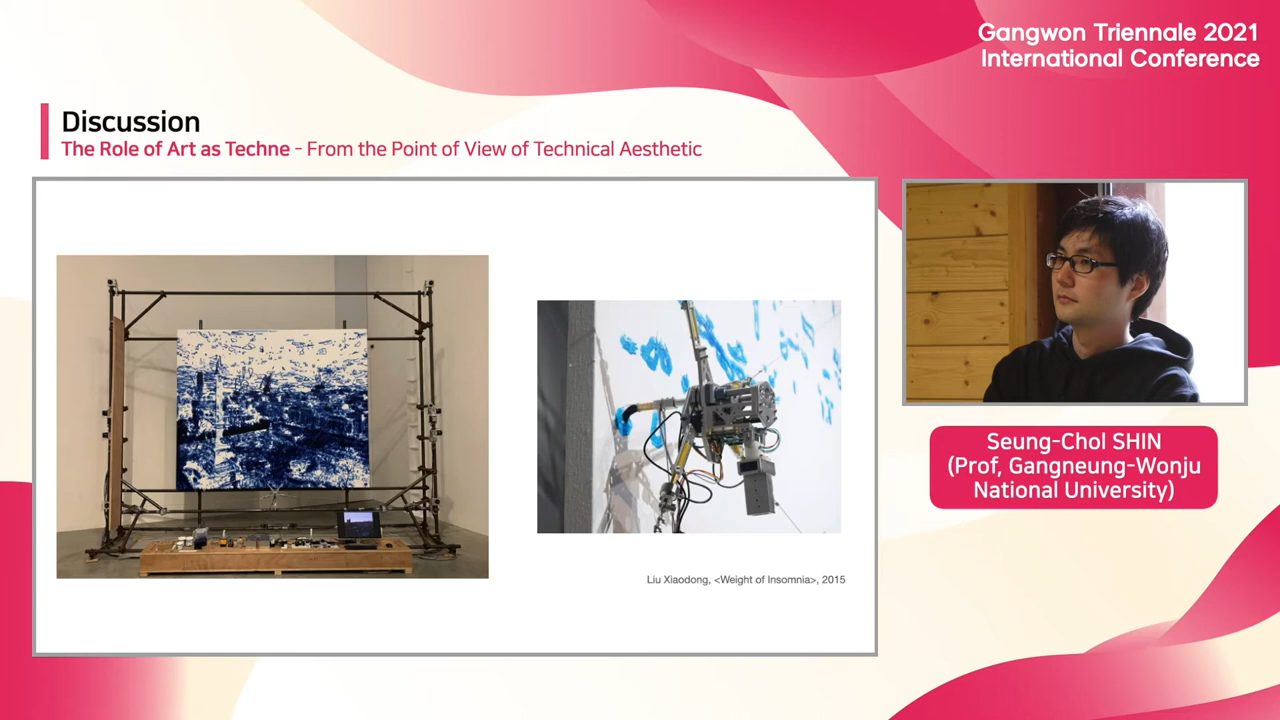 Gangwon Triennale 2021
International Conference
Discussion
The Role of Art as Techne - From the Point of View of Technical Aesthetic
Liu Xiaodong, <Weight of Insomnia>, 2015
Seung-Chol SHIN
(Prof, Gangneung-Wonju
National University)